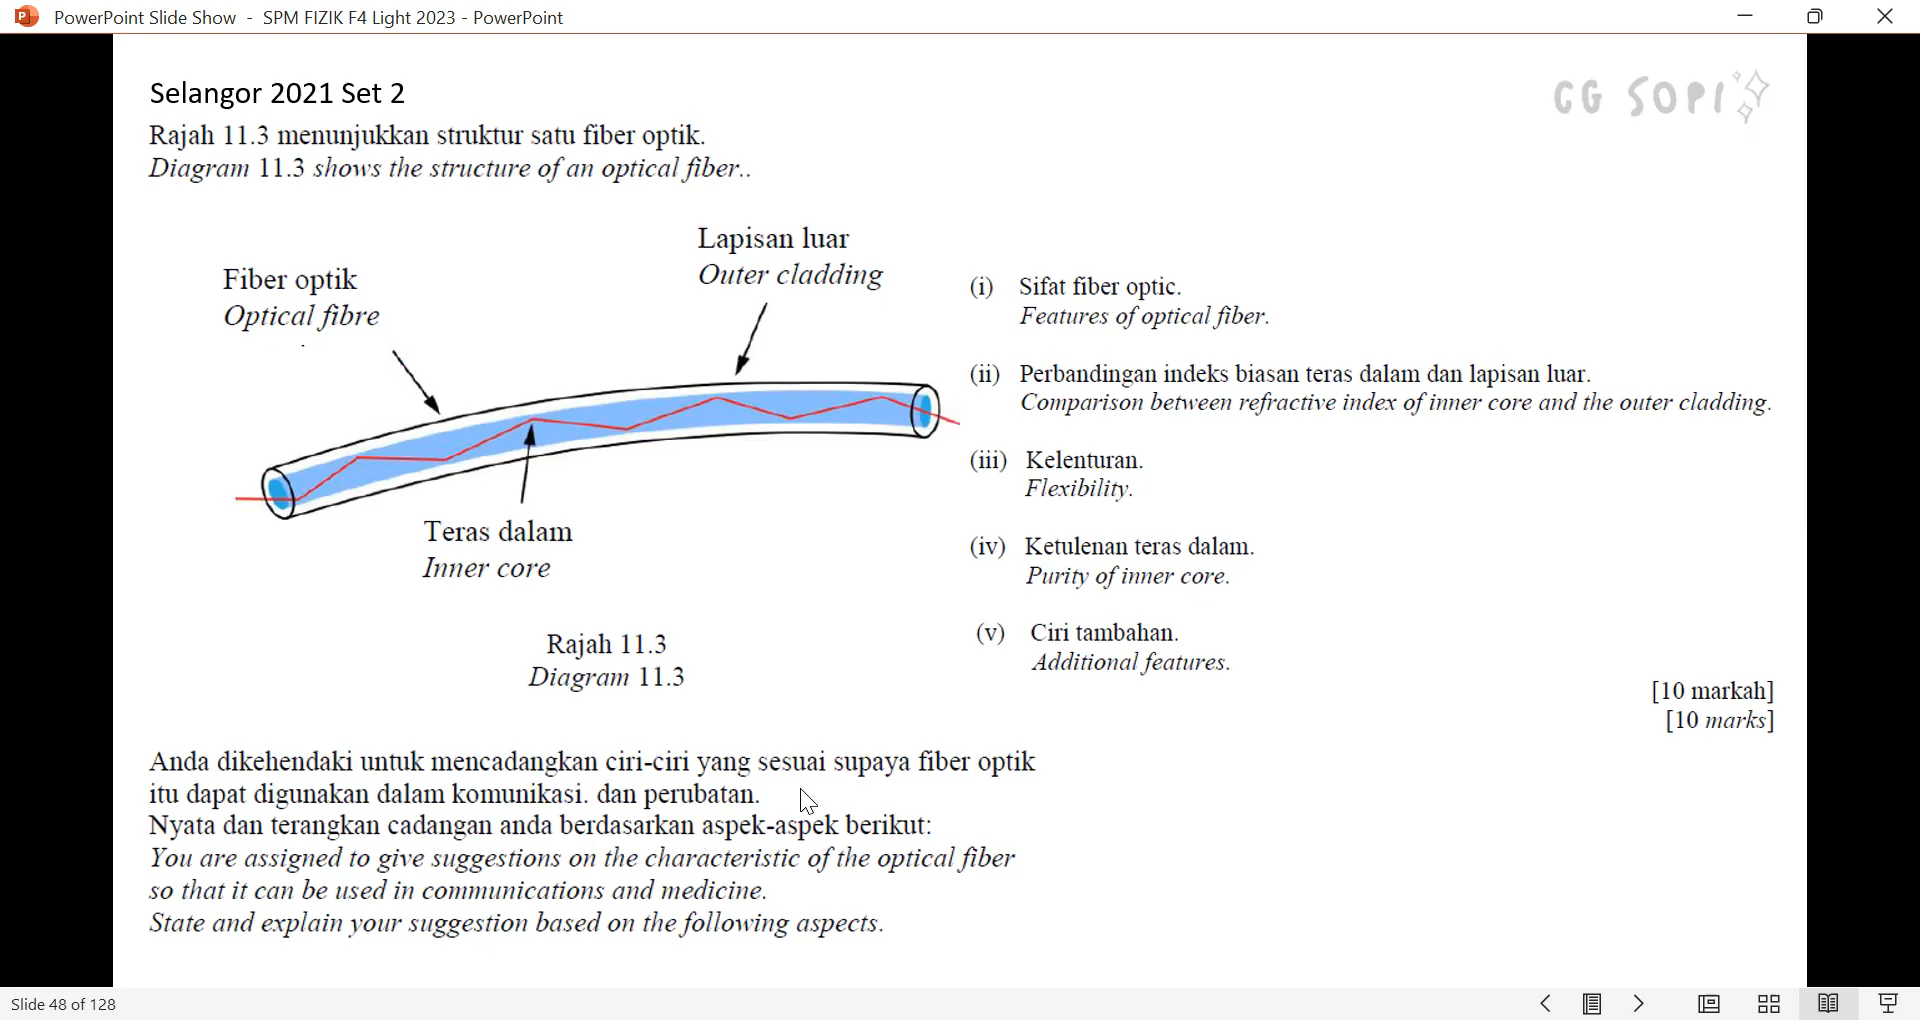 PowerPoint Slide Show - SPM FIZIK F4 Light 2023 - PowerPoint
Selangor 2021 Set 2
CG SOPI
Rajah 11.3 menunjukkan struktur satu fiber optik.
Diagram 11.3 shows the structure of an optical fiber..
Lapisan luar
Outer cladding
Fiber optik
Optical fibre
Teras dalam
Inner core
Rajah 11.3
Diagram 11.3
(i) Sifat fiber optic.
Features of optical fiber.
(ii) Perbandingan indeks biasan teras dalam dan lapisan luar.
Comparison between refractive index of inner core and the outer cladding.
(iii) Kelenturan.
Flexibility.
(iv) Ketulenan teras dalam.
Purity of inner core.
(v) Ciri tambahan.
Additional features.
[10 markah]
[10 marks]
Anda dikehendaki untuk mencadangkan ciri-ciri yang sesuai supaya fiber optik
itu dapat digunakan dalam komunikasi. dan perubatan.
Nyata dan terangkan cadangan anda berdasarkan aspek-aspek berikut:
You are assigned to give suggestions on the characteristic of the optical fiber
so that it can be used in communications and medicine.
State and explain your suggestion based on the following aspects.
Slide 48 of 128